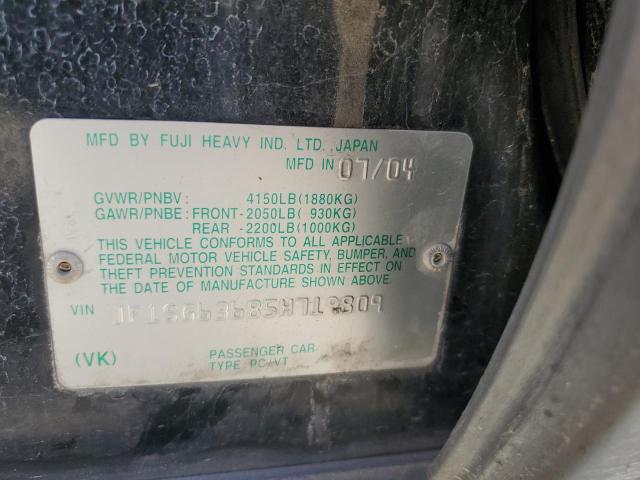 MFD BY FUJI HEAVY IND. LTD. JAPAN
MFD IN 07/04
GVWR/PNBV : 4150LB(1880KG)
GAWR/PNBE : FRONT-2050LB( 930KG)
REAR -2200LB(1000KG)
THIS VEHICLE CONFORMS TO ALL APPLICABLE
FEDERAL MOTOR VEHICLE SAFETY, BUMPER, AND
THEFT PREVENTION STANDARDS IN EFFECT ON
THE DATE OF MANUFACTURE SHOWN ABOVE.
VIN
(VK) PASSENGER CAR
TYPE PC/VT